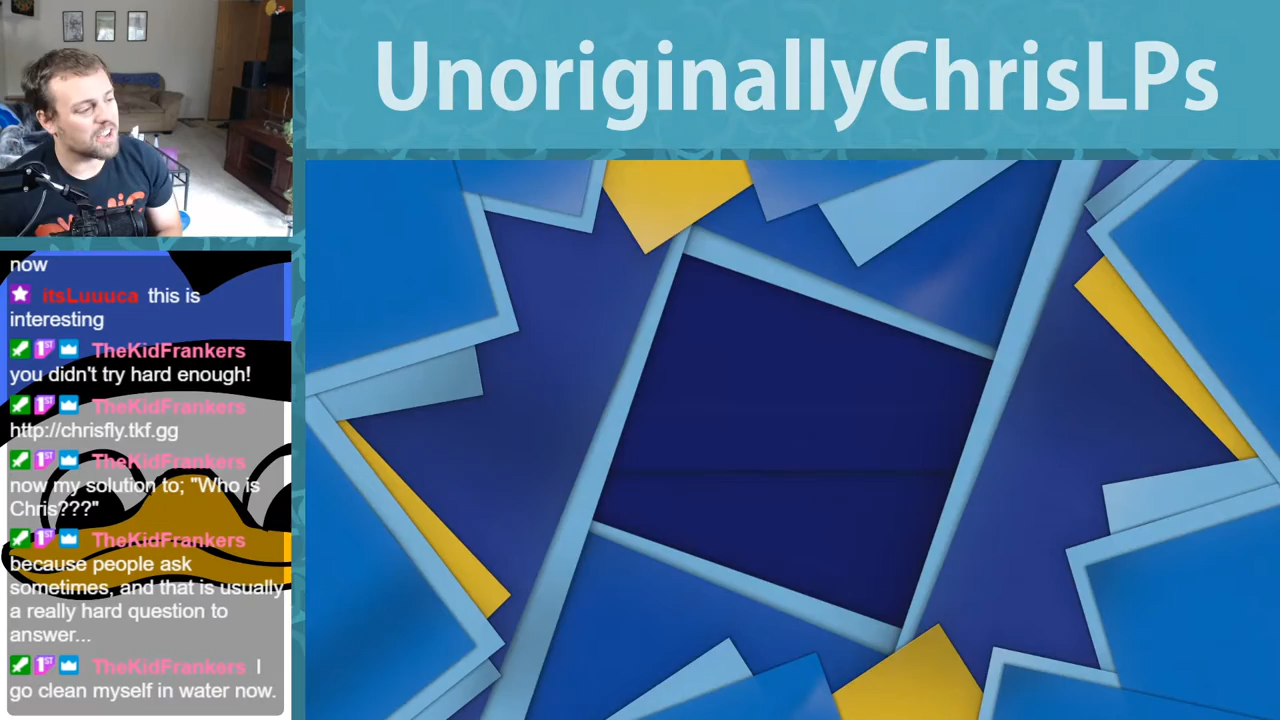 UnoriginallyChrisLPs
now
itsLuuuca this is
interesting
TheKidFrankers
you didn't try hard enough!
TheKidFrankers
http://chrisfly.tkf.gg
TheKidFrankers
now my solution to; "Who is
Chris???"
TheKidFrankers
because people ask
sometimes, and that is usually
a really hard question to
answer...
TheKidFrankers I
go clean myself in water now.